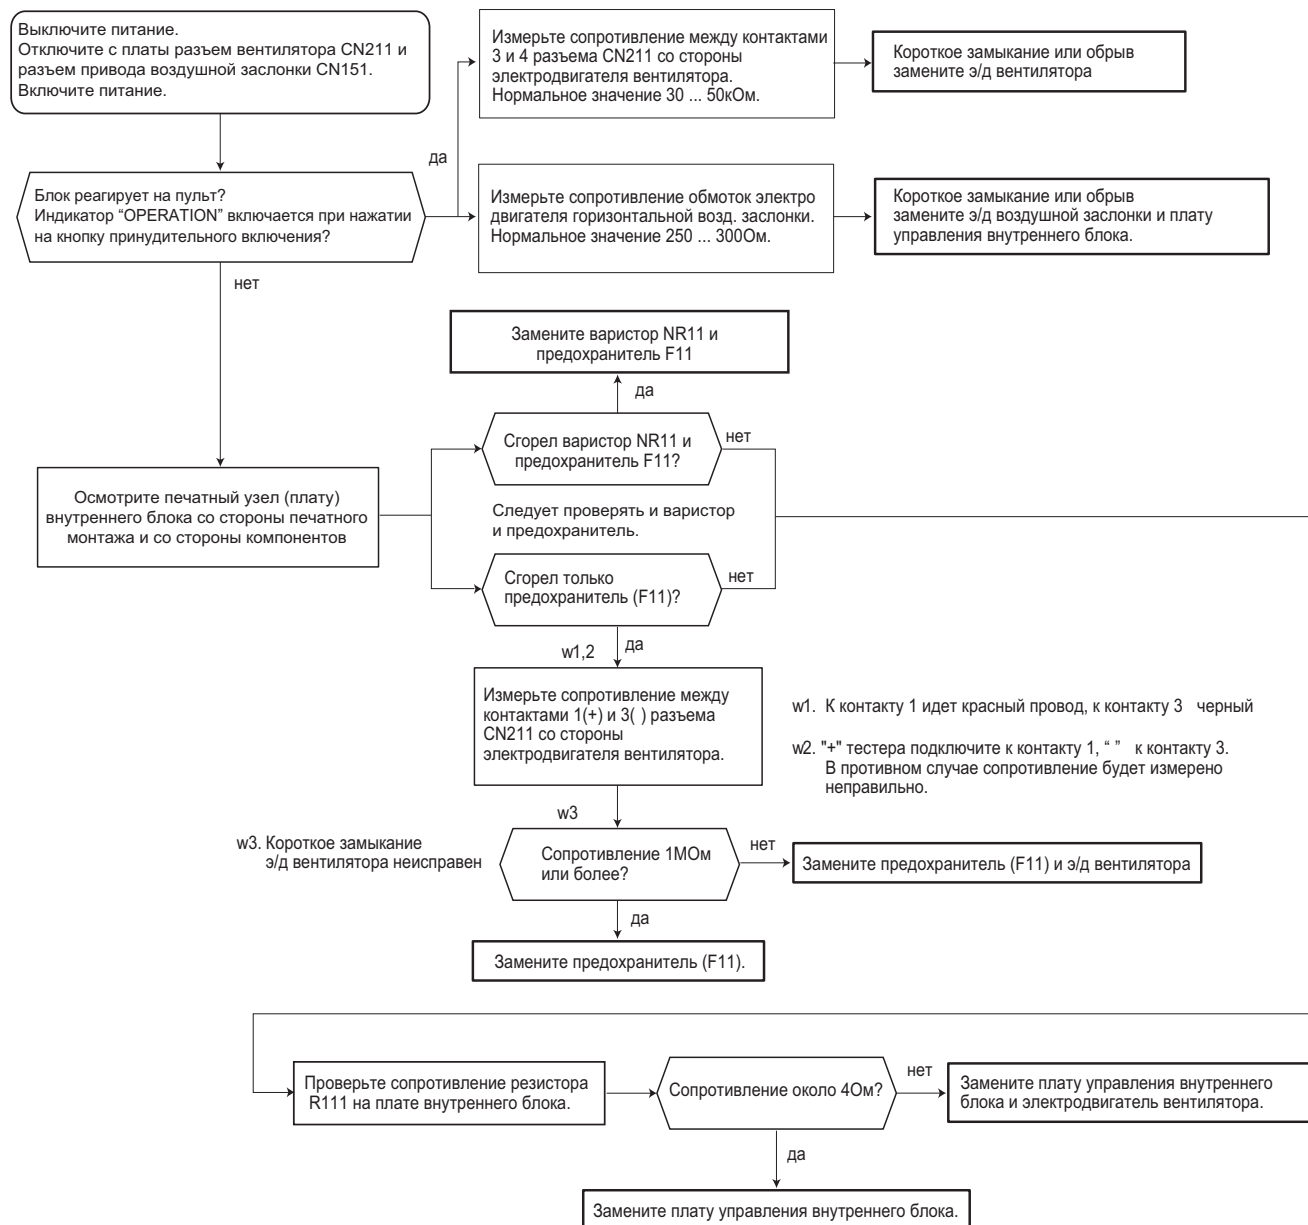 Выключите питание.
Отключите с платы разъем вентилятора CN211 и
разъем привода воздушной заслонки CN151.
Включите питание.
Измерьте сопротивление между контактами
3 и 4 разъема CN211 со стороны
электродвигателя вентилятора.
Нормальное значение 30 ... 50кОм.
Короткое замыкание или обрыв
замените э/д вентилятора
да
Блок реагирует на пульт?
Индикатор “OPERATION” включается при нажатии
на кнопку принудительного включения?
Измерьте сопротивление обмоток электро
двигателя горизонтальной возд. заслонки.
Нормальное значение 250 ... 300Ом.
Короткое замыкание или обрыв
замените э/д воздушной заслонки и плату
управления внутреннего блока.
нет
Замените варистор NR11 и
предохранитель F11
да
Сгорел варистор NR11 и
предохранитель F11?
нет
Осмотрите печатный узел (плату)
внутреннего блока со стороны печатного
монтажа и со стороны компонентов
Следует проверять и варистор
и предохранитель.
Сгорел только
предохранитель (F11)?
нет
да
w1,2
Измерьте сопротивление между
контактами 1(+) и 3( ) разъема
CN211 со стороны
электродвигателя вентилятора.
w1. К контакту 1 идет красный провод, к контакту 3 черный
w2. "+" тестера подключите к контакту 1, “ ” к контакту 3.
В противном случае сопротивление будет измерено
неправильно.
w3
w3. Короткое замыкание
э/д вентилятора неисправен
Сопротивление 1МОм
или более?
нет
Замените предохранитель (F11) и э/д вентилятора
да
Замените предохранитель (F11).
Проверьте сопротивление резистора
R111 на плате внутреннего блока.
Сопротивление около 4Ом?
нет
Замените плату управления внутреннего
блока и электродвигатель вентилятора.
да
Замените плату управления внутреннего блока.